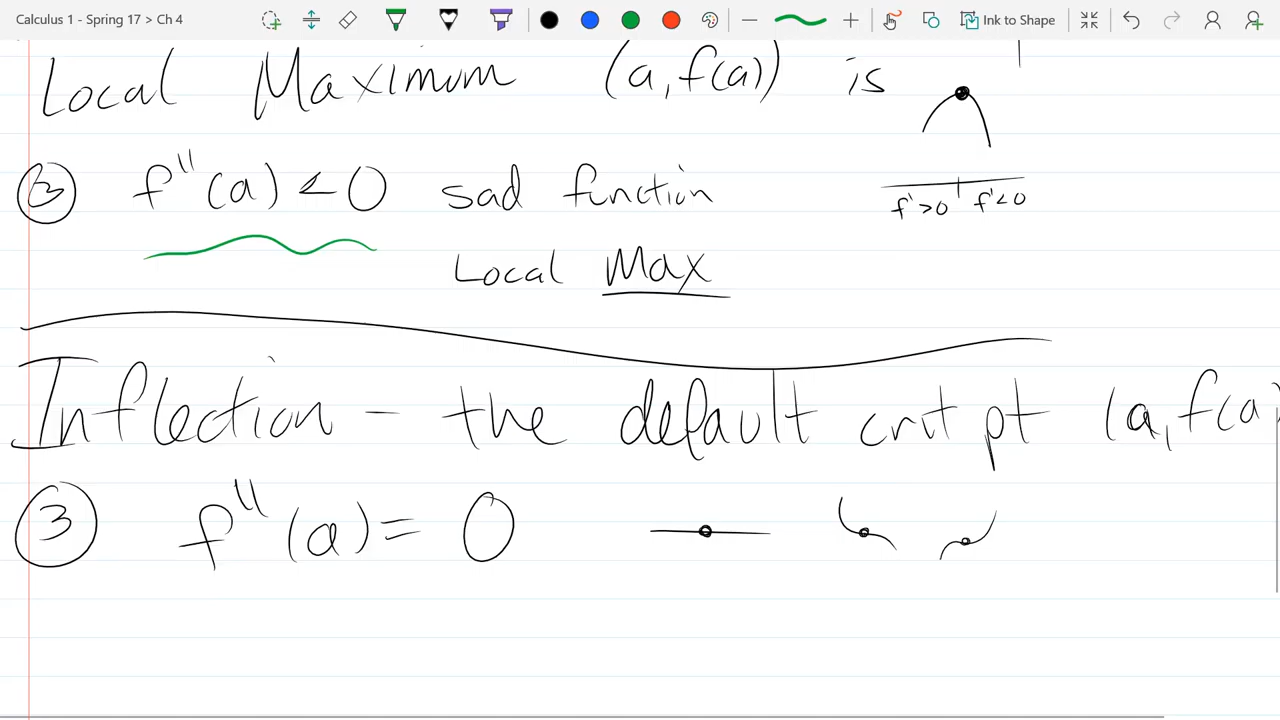 Calculus 1 - Spring 17 > Ch 4
Ink to Shape
Local Maximum (a, f(a)) is
② f''(a) < 0 sad function
f'>0 f'<0
Local Max
Inflection - the default crit pt (a, f(a)
③ f''(a) = 0